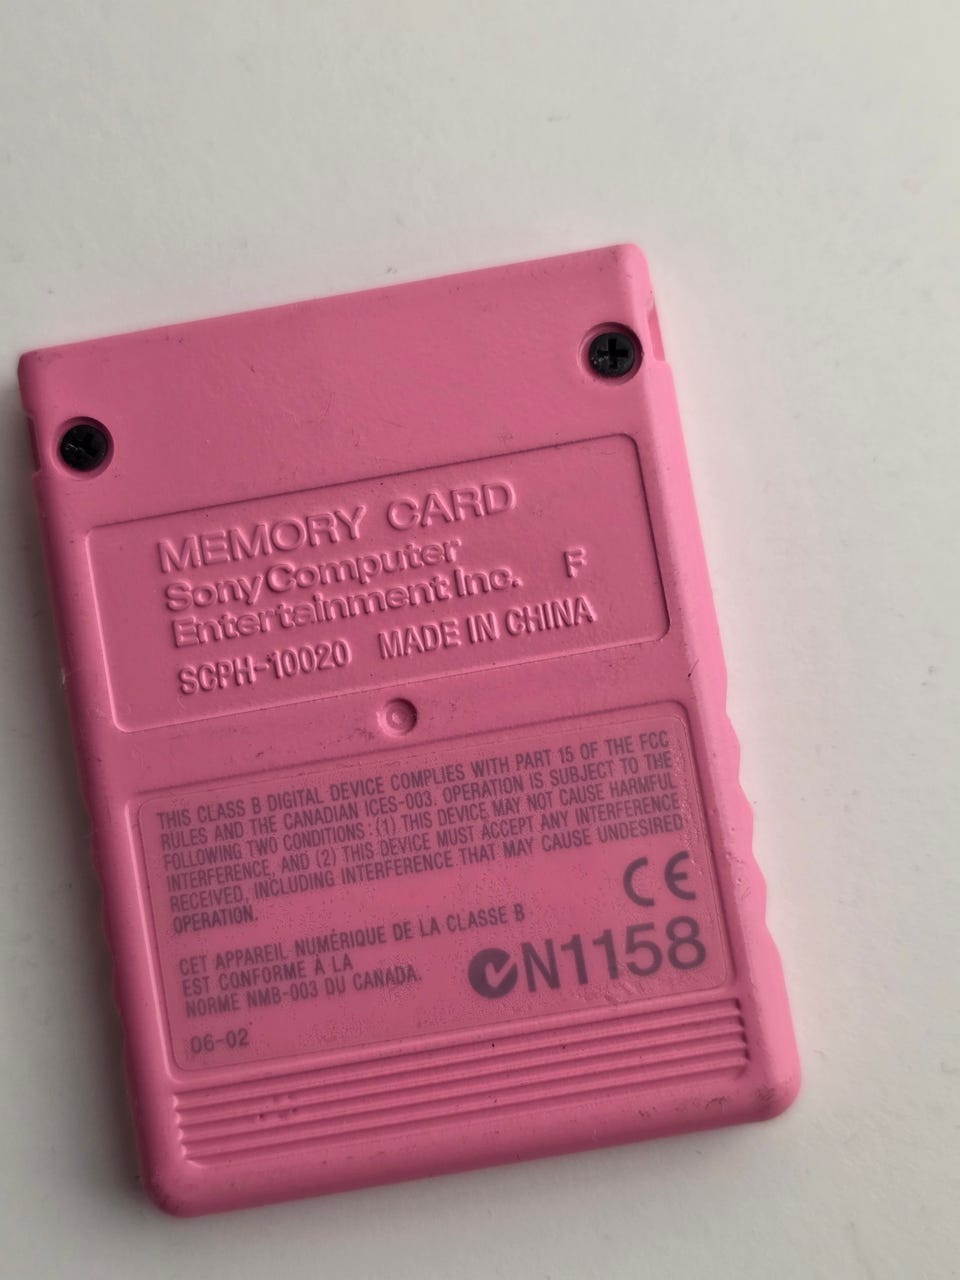 MEMORY CARD
Sony Computer
Entertainment Inc. F
SCPH-10020 MADE IN CHINA
THIS CLASS B DIGITAL DEVICE COMPLIES WITH PART 15 OF THE FCC
RULES AND THE CANADIAN ICES-003. OPERATION IS SUBJECT TO THE
FOLLOWING TWO CONDITIONS : (1) THIS DEVICE MAY NOT CAUSE HARMFUL
INTERFERENCE, AND (2) THIS DEVICE MUST ACCEPT ANY INTERFERENCE
RECEIVED, INCLUDING INTERFERENCE THAT MAY CAUSE UNDESIRED
OPERATION.
CE
CET APPAREIL NUMÉRIQUE DE LA CLASSE B
EST CONFORME À LA
NORME NMB-003 DU CANADA.
N1158
06-02